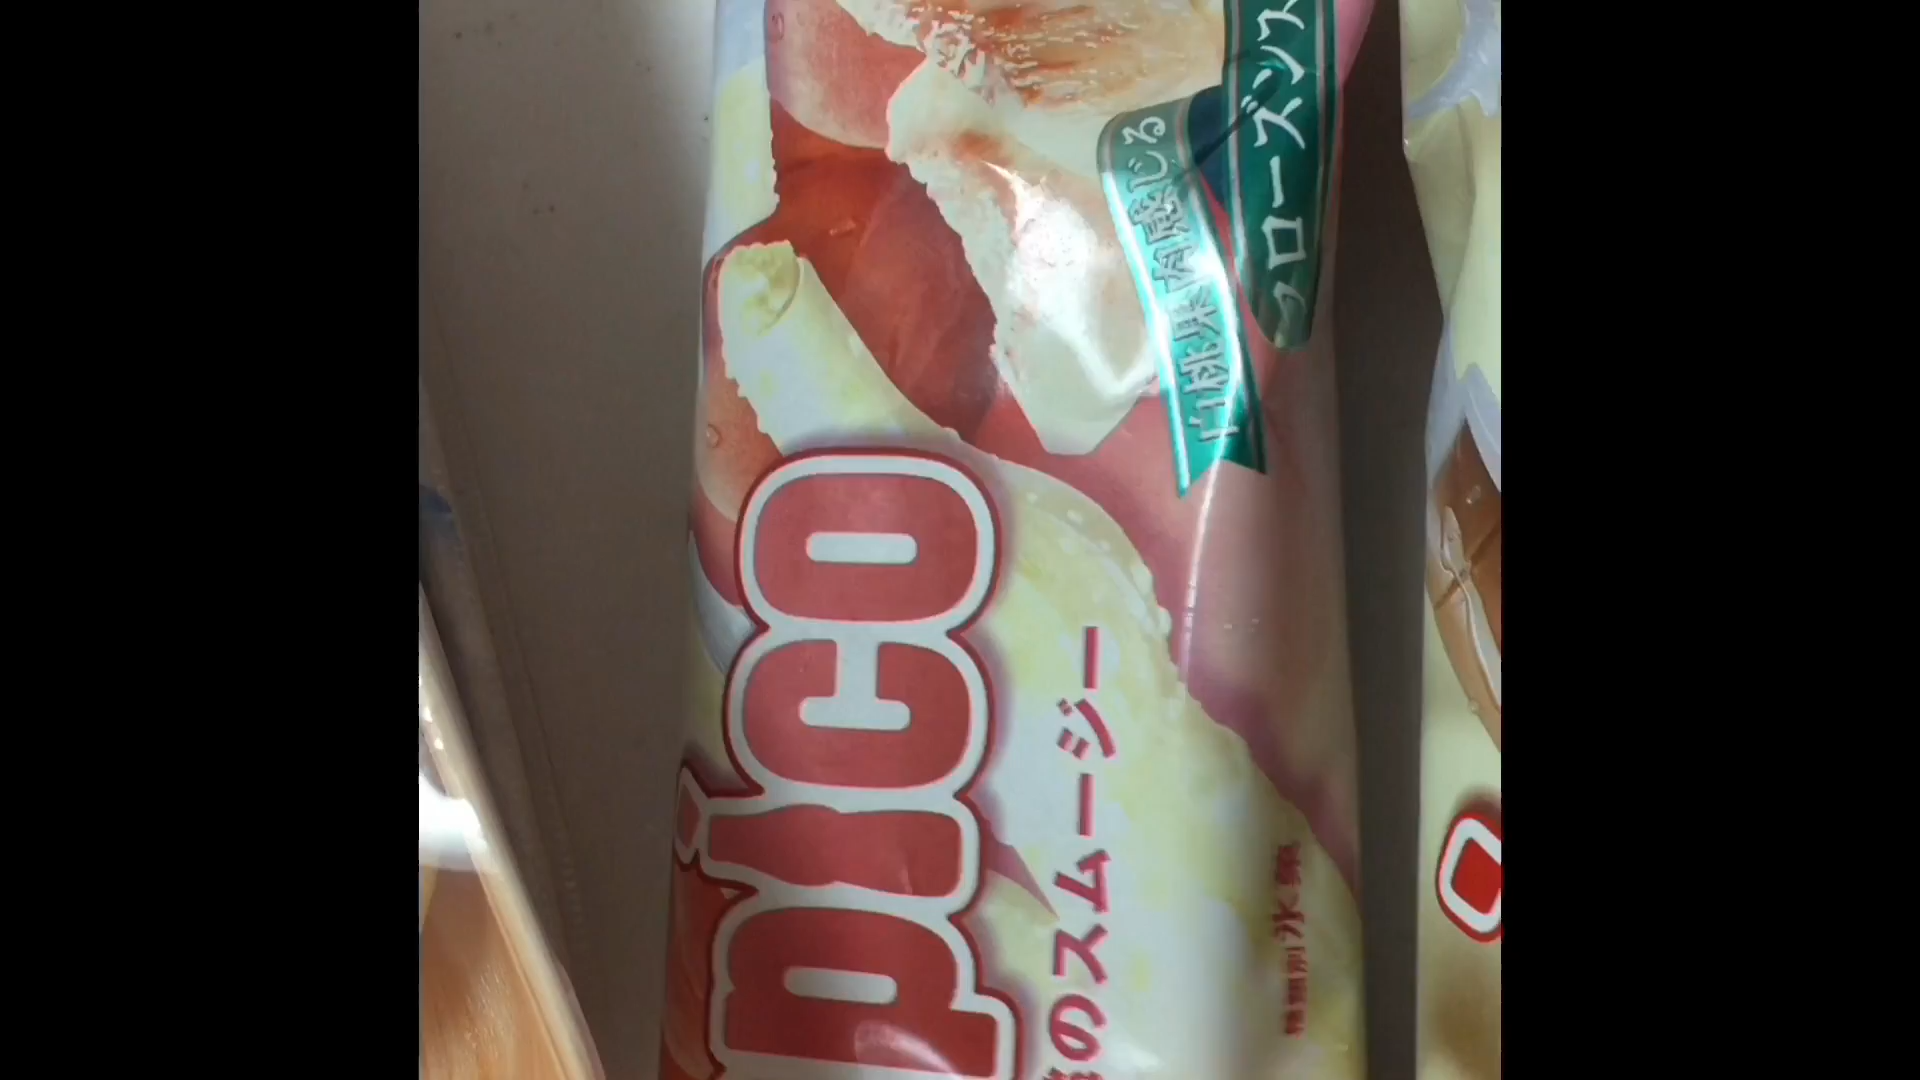 フローズンス
白桃果肉感じる
pico
のスムージー
種類別 氷菓